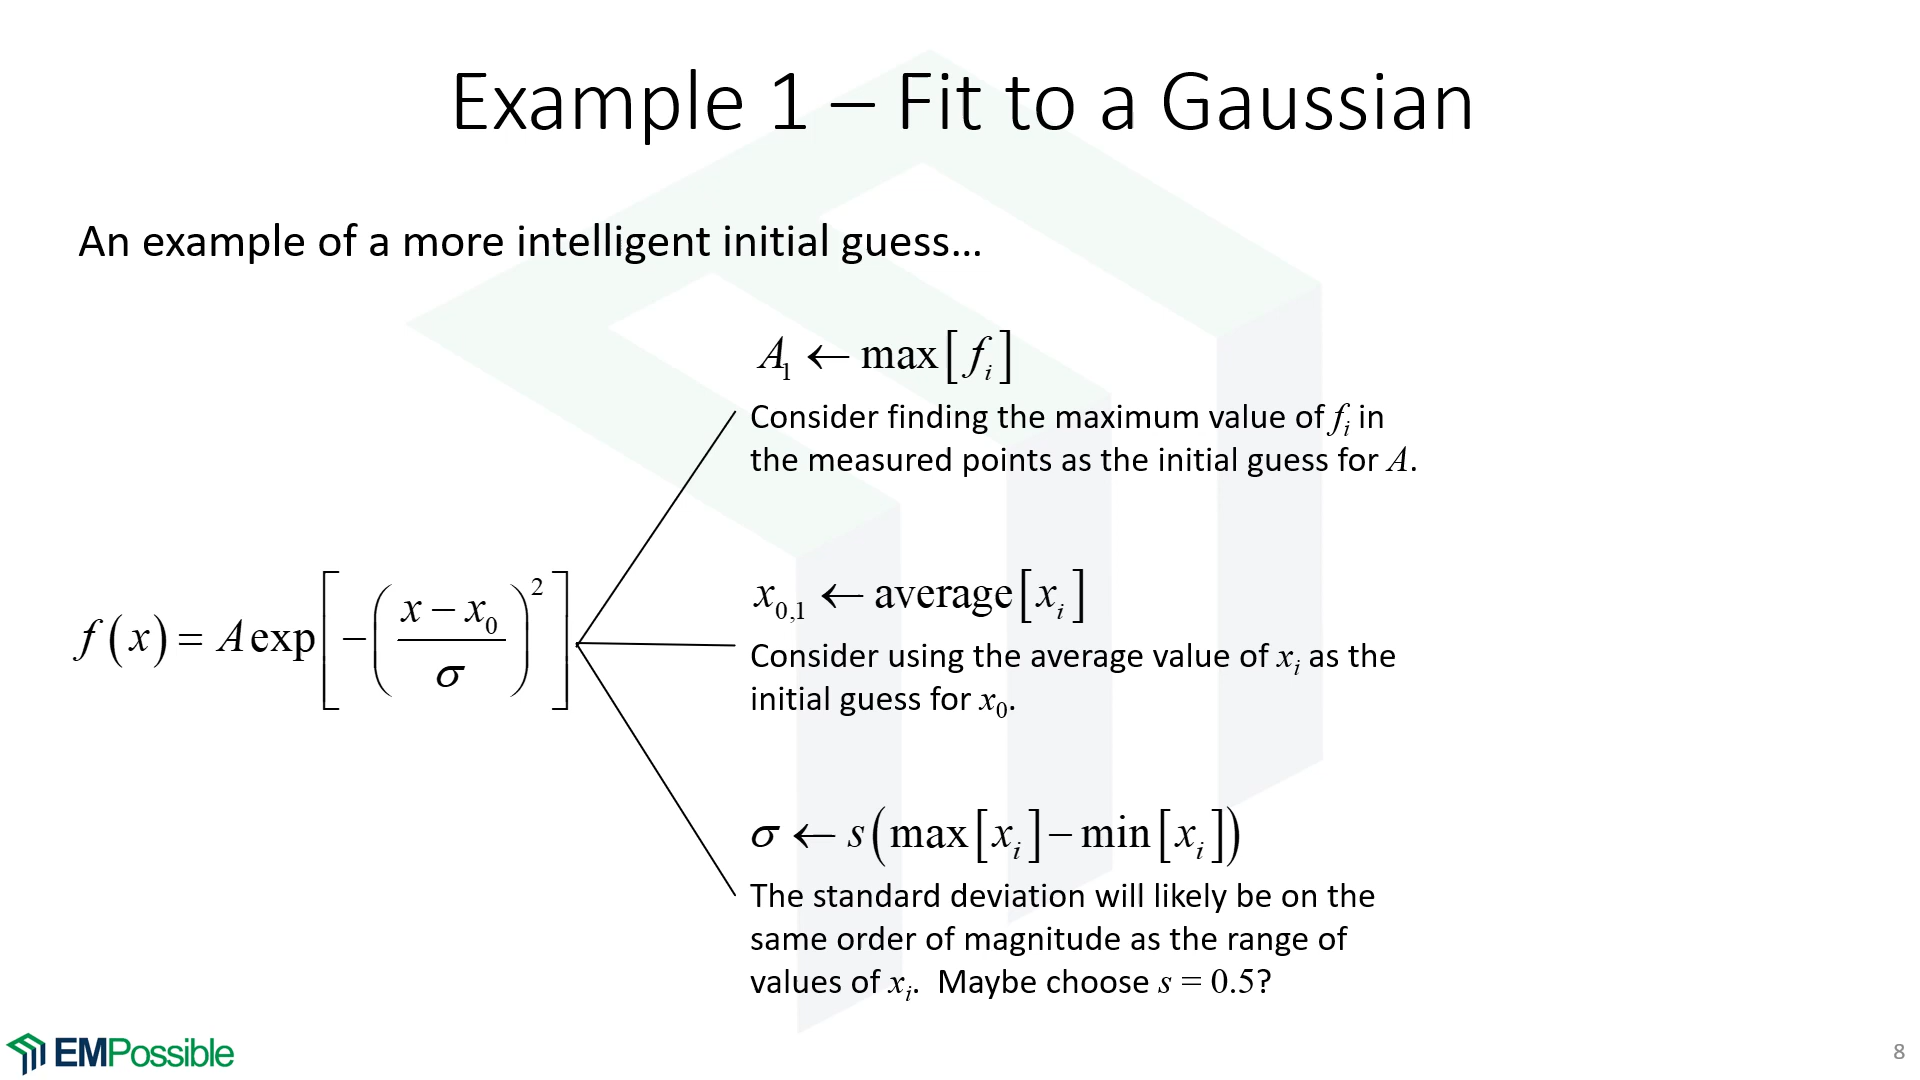 Example 1 – Fit to a Gaussian
An example of a more intelligent initial guess…
A₁ ← max[fᵢ]
Consider finding the maximum value of fᵢ in
the measured points as the initial guess for A.
f(x) = A exp[−((x − x₀)/σ)²]
x₀,₁ ← average[xᵢ]
Consider using the average value of xᵢ as the
initial guess for x₀.
σ ← s(max[xᵢ] − min[xᵢ])
The standard deviation will likely be on the
same order of magnitude as the range of
values of xᵢ. Maybe choose s = 0.5?
EMPossible
8